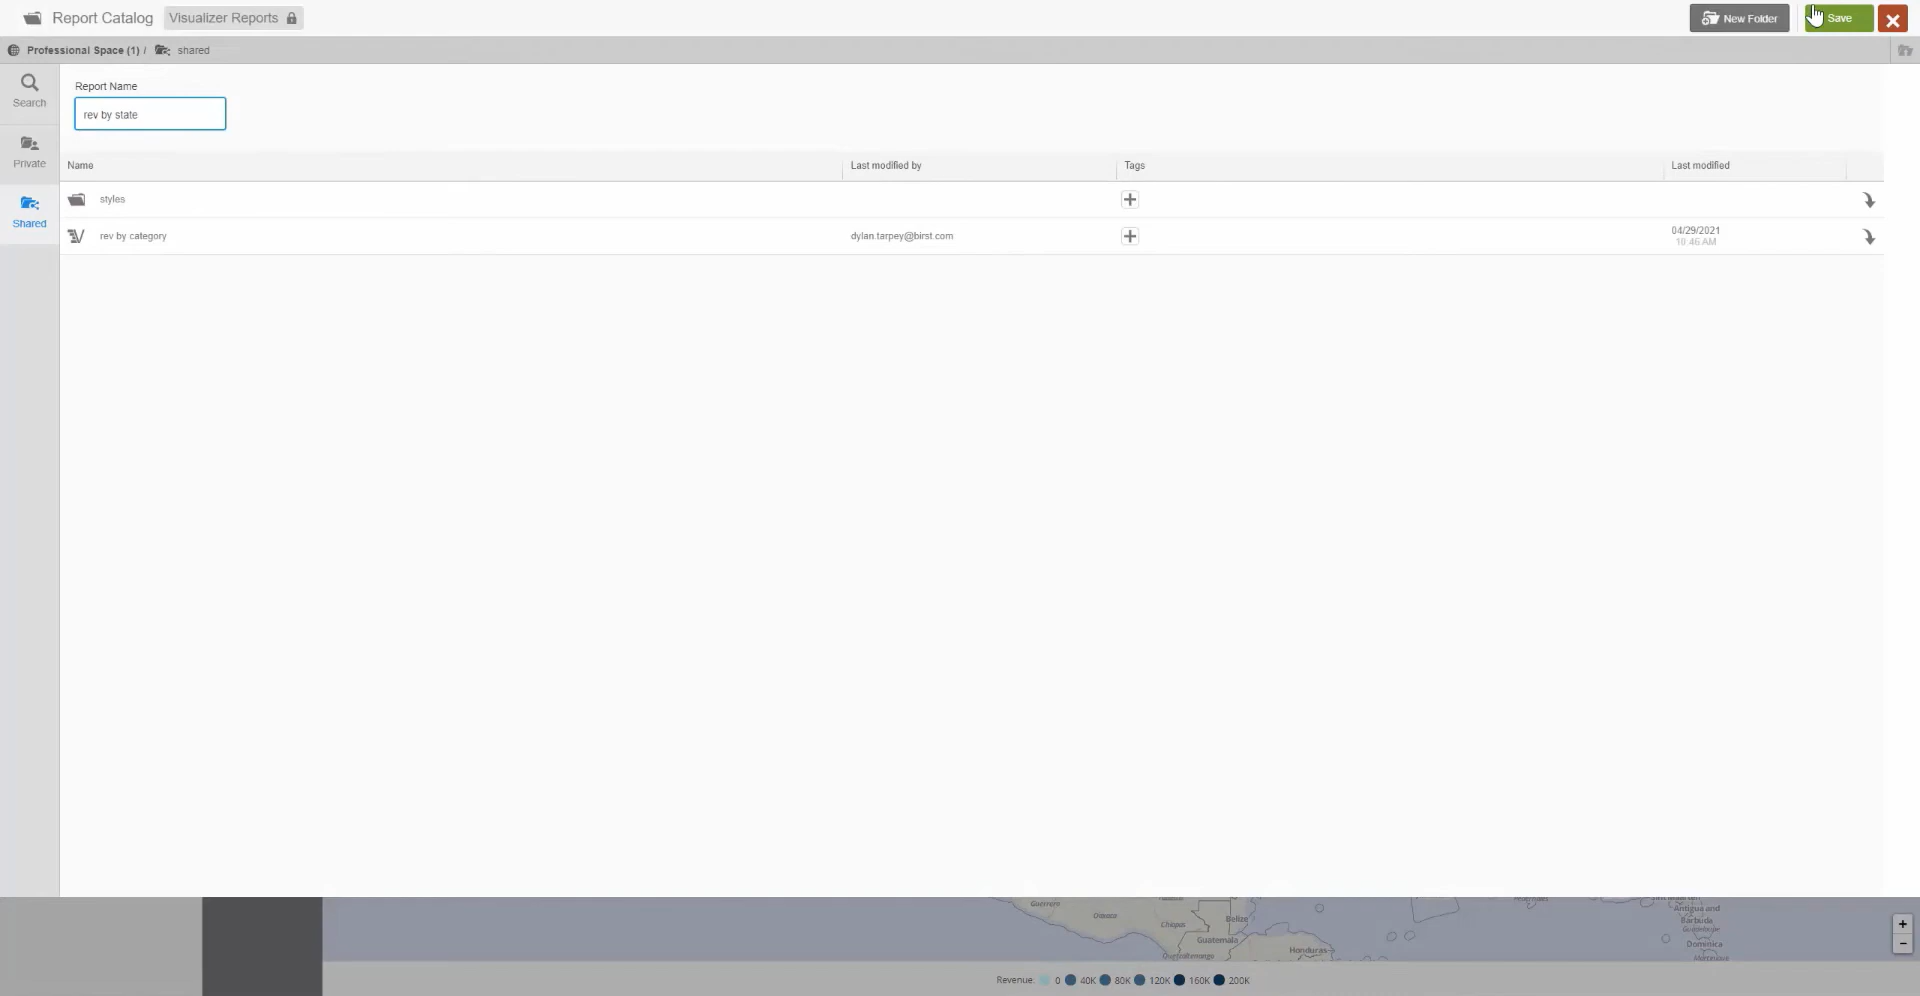 Report Catalog Visualizer Reports New Folder Save
Professional Space (1) / shared
Search
Private
Shared
Report Name
rev by state
Name Last modified by Tags Last modified
styles
rev by category dylan.tarpey@birst.com 04/29/2021
10:46 AM
Guerrero
Oaxaca
Chiapas
Belize
Guatemala
Quetzaltenango
Honduras
Antigua and
Barbuda
Guadeloupe
Dominica
Martinique
+
−
Revenue: 0 40K 80K 120K 160K 200K